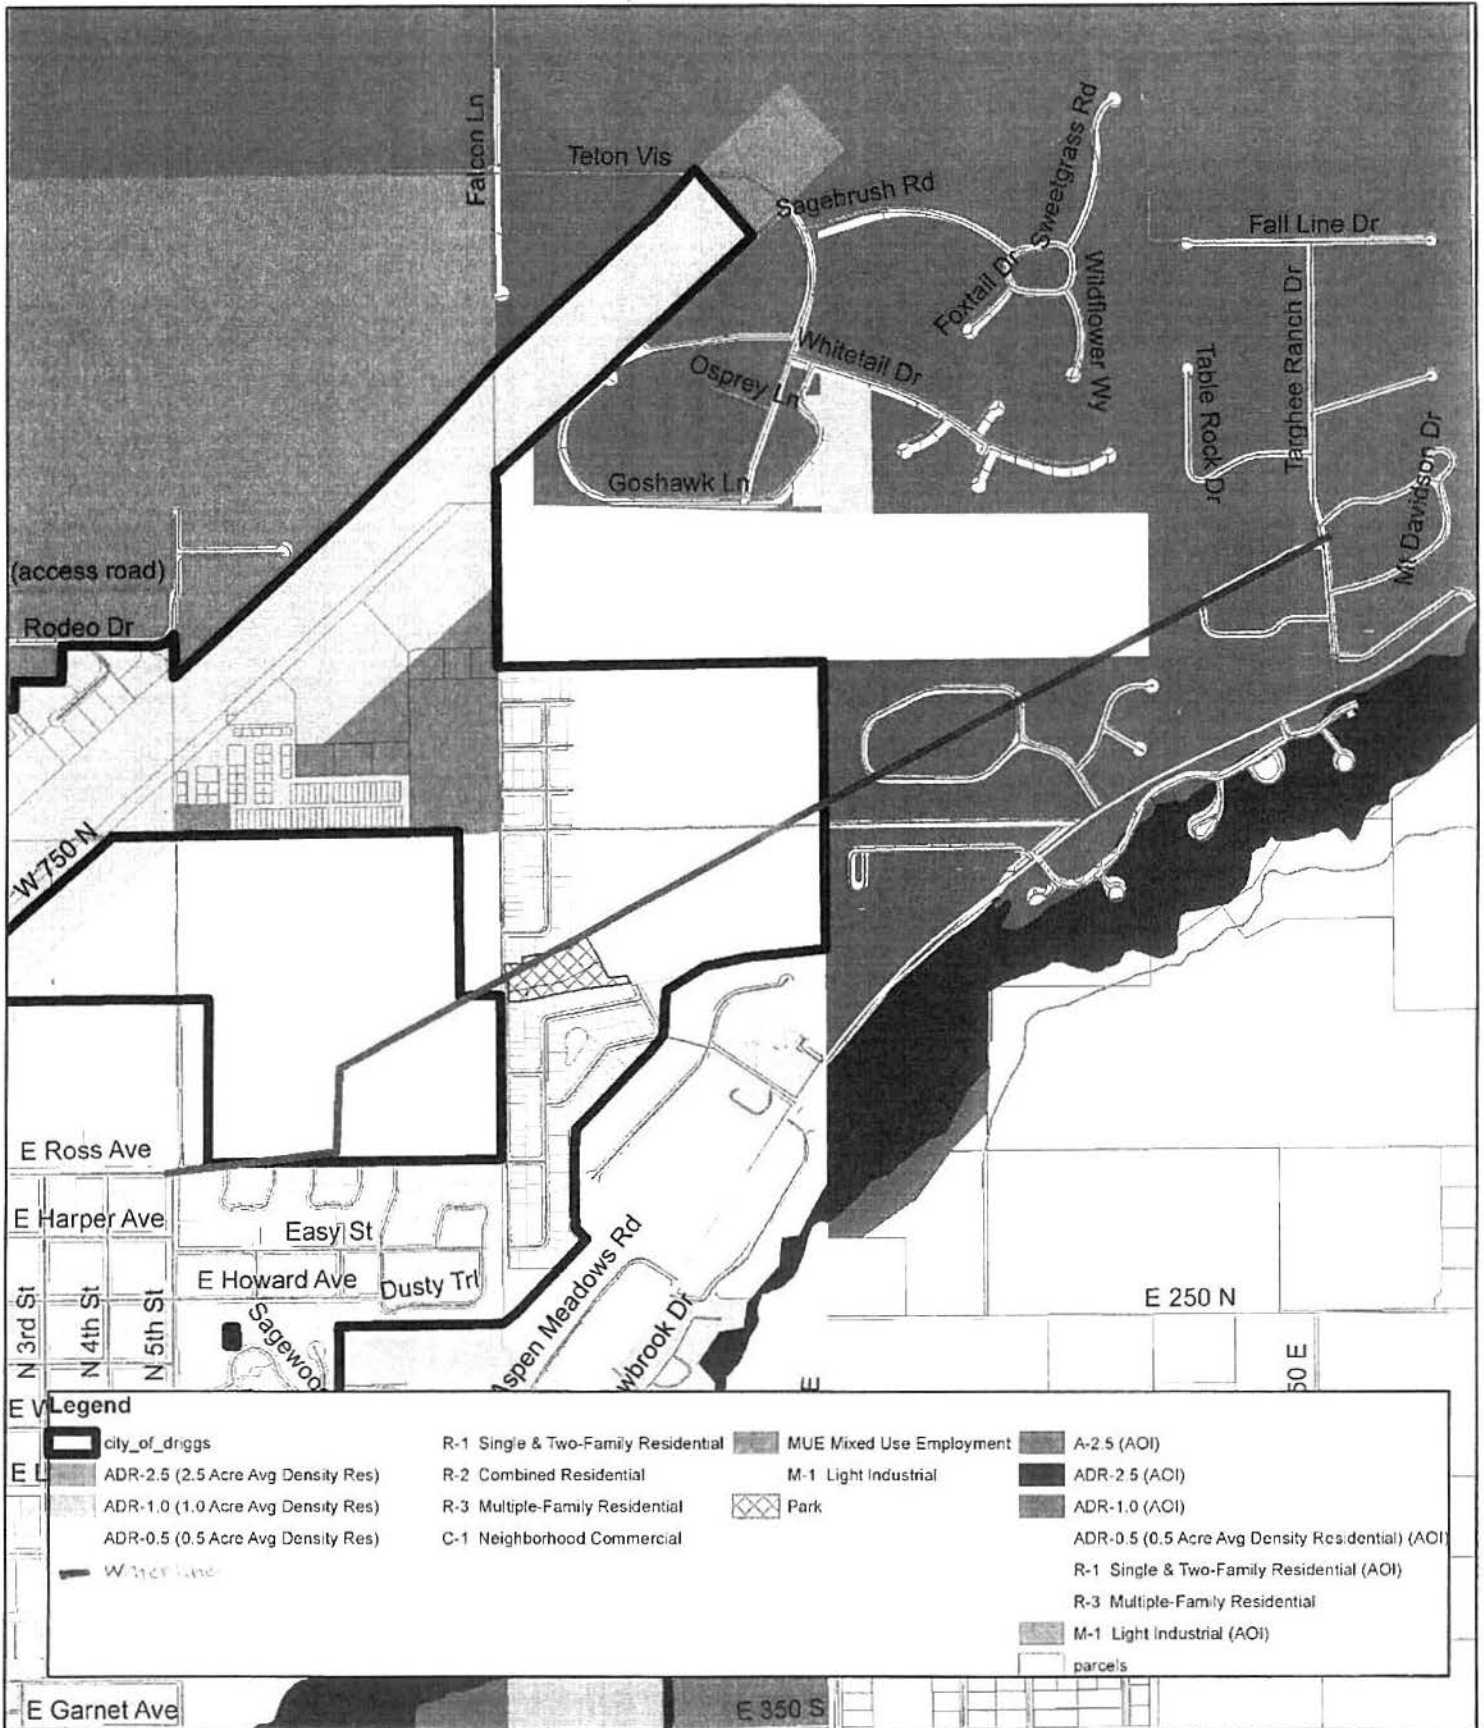 Falcon Ln
Teton Vis
Sagebrush Rd
Sweetgrass Rd
Fall Line Dr
Foxtail Dr
Wildflower Wy
Targhee Ranch Dr
Whitetail Dr
Osprey Ln
Table Rock Dr
Mt Davidson Dr
Goshawk Ln
(access road)
Rodeo Dr
W 750 N
E Ross Ave
E Harper Ave
Easy St
E Howard Ave
Dusty Trl
Aspen Meadows Rd
wbrook Dr
E 250 N
N 3rd St
N 4th St
N 5th St
Sagewoo
50 E
E
E V
E L
Legend
city_of_driggs
ADR-2.5 (2.5 Acre Avg Density Res)
ADR-1.0 (1.0 Acre Avg Density Res)
ADR-0.5 (0.5 Acre Avg Density Res)
Water Line
R-1 Single & Two-Family Residential
R-2 Combined Residential
R-3 Multiple-Family Residential
C-1 Neighborhood Commercial
MUE Mixed Use Employment
M-1 Light Industrial
Park
A-2.5 (AOI)
ADR-2.5 (AOI)
ADR-1.0 (AOI)
ADR-0.5 (0.5 Acre Avg Density Residential) (AOI)
R-1 Single & Two-Family Residential (AOI)
R-3 Multiple-Family Residential
M-1 Light Industrial (AOI)
parcels
E Garnet Ave
E 350 S